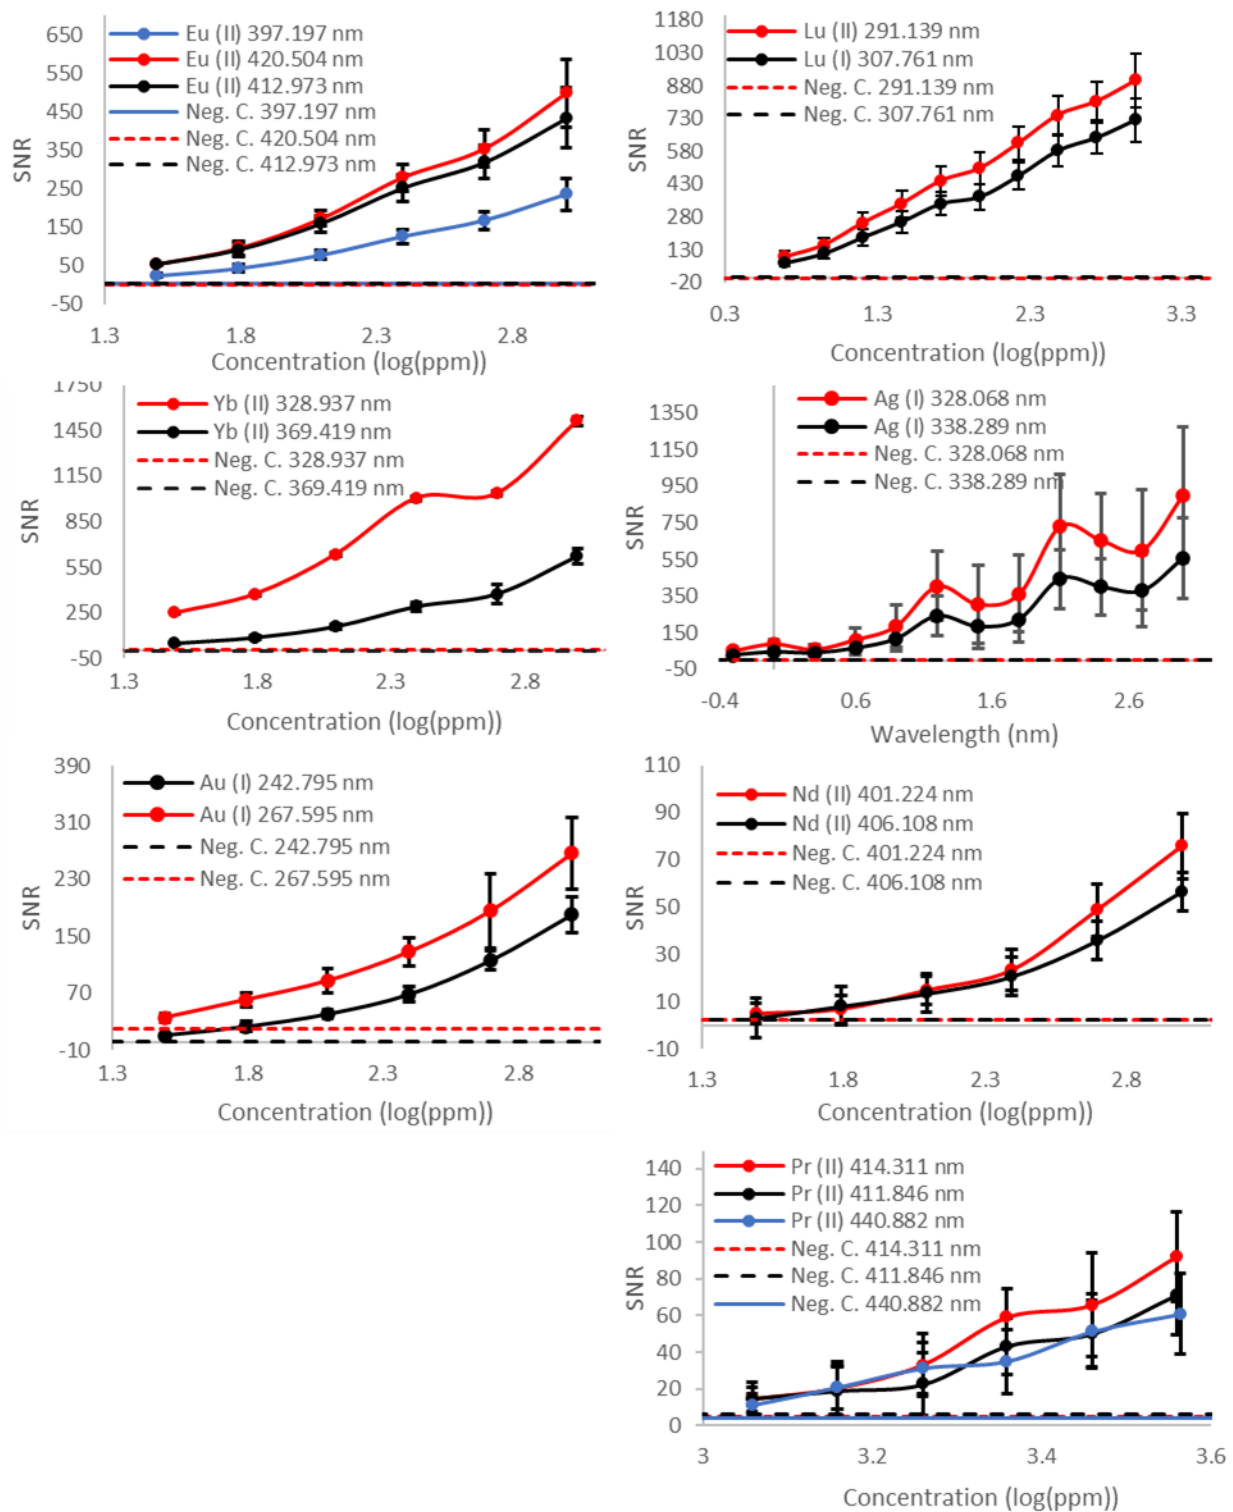 650
550
450
350
250
150
50
-50
SNR
Eu (II) 397.197 nm
Eu (II) 420.504 nm
Eu (II) 412.973 nm
Neg. C. 397.197 nm
Neg. C. 420.504 nm
Neg. C. 412.973 nm
1.3 1.8 2.3 2.8
Concentration (log(ppm))
1180
1030
880
730
580
430
280
130
-20
SNR
Lu (II) 291.139 nm
Lu (I) 307.761 nm
Neg. C. 291.139 nm
Neg. C. 307.761 nm
0.3 1.3 2.3 3.3
Concentration (log(ppm))
1750
1450
1150
850
550
250
-50
SNR
Yb (II) 328.937 nm
Yb (II) 369.419 nm
Neg. C. 328.937 nm
Neg. C. 369.419 nm
1.3 1.8 2.3 2.8
Concentration (log(ppm))
1350
1150
950
750
550
350
150
-50
SNR
Ag (I) 328.068 nm
Ag (I) 338.289 nm
Neg. C. 328.068 nm
Neg. C. 338.289 nm
-0.4 0.6 1.6 2.6
Wavelength (nm)
390
310
230
150
70
-10
SNR
Au (I) 242.795 nm
Au (I) 267.595 nm
Neg. C. 242.795 nm
Neg. C. 267.595 nm
1.3 1.8 2.3 2.8
Concentration (log(ppm))
110
90
70
50
30
10
-10
SNR
Nd (II) 401.224 nm
Nd (II) 406.108 nm
Neg. C. 401.224 nm
Neg. C. 406.108 nm
1.3 1.8 2.3 2.8
Concentration (log(ppm))
140
120
100
80
60
40
20
0
SNR
Pr (II) 414.311 nm
Pr (II) 411.846 nm
Pr (II) 440.882 nm
Neg. C. 414.311 nm
Neg. C. 411.846 nm
Neg. C. 440.882 nm
3 3.2 3.4 3.6
Concentration (log(ppm))